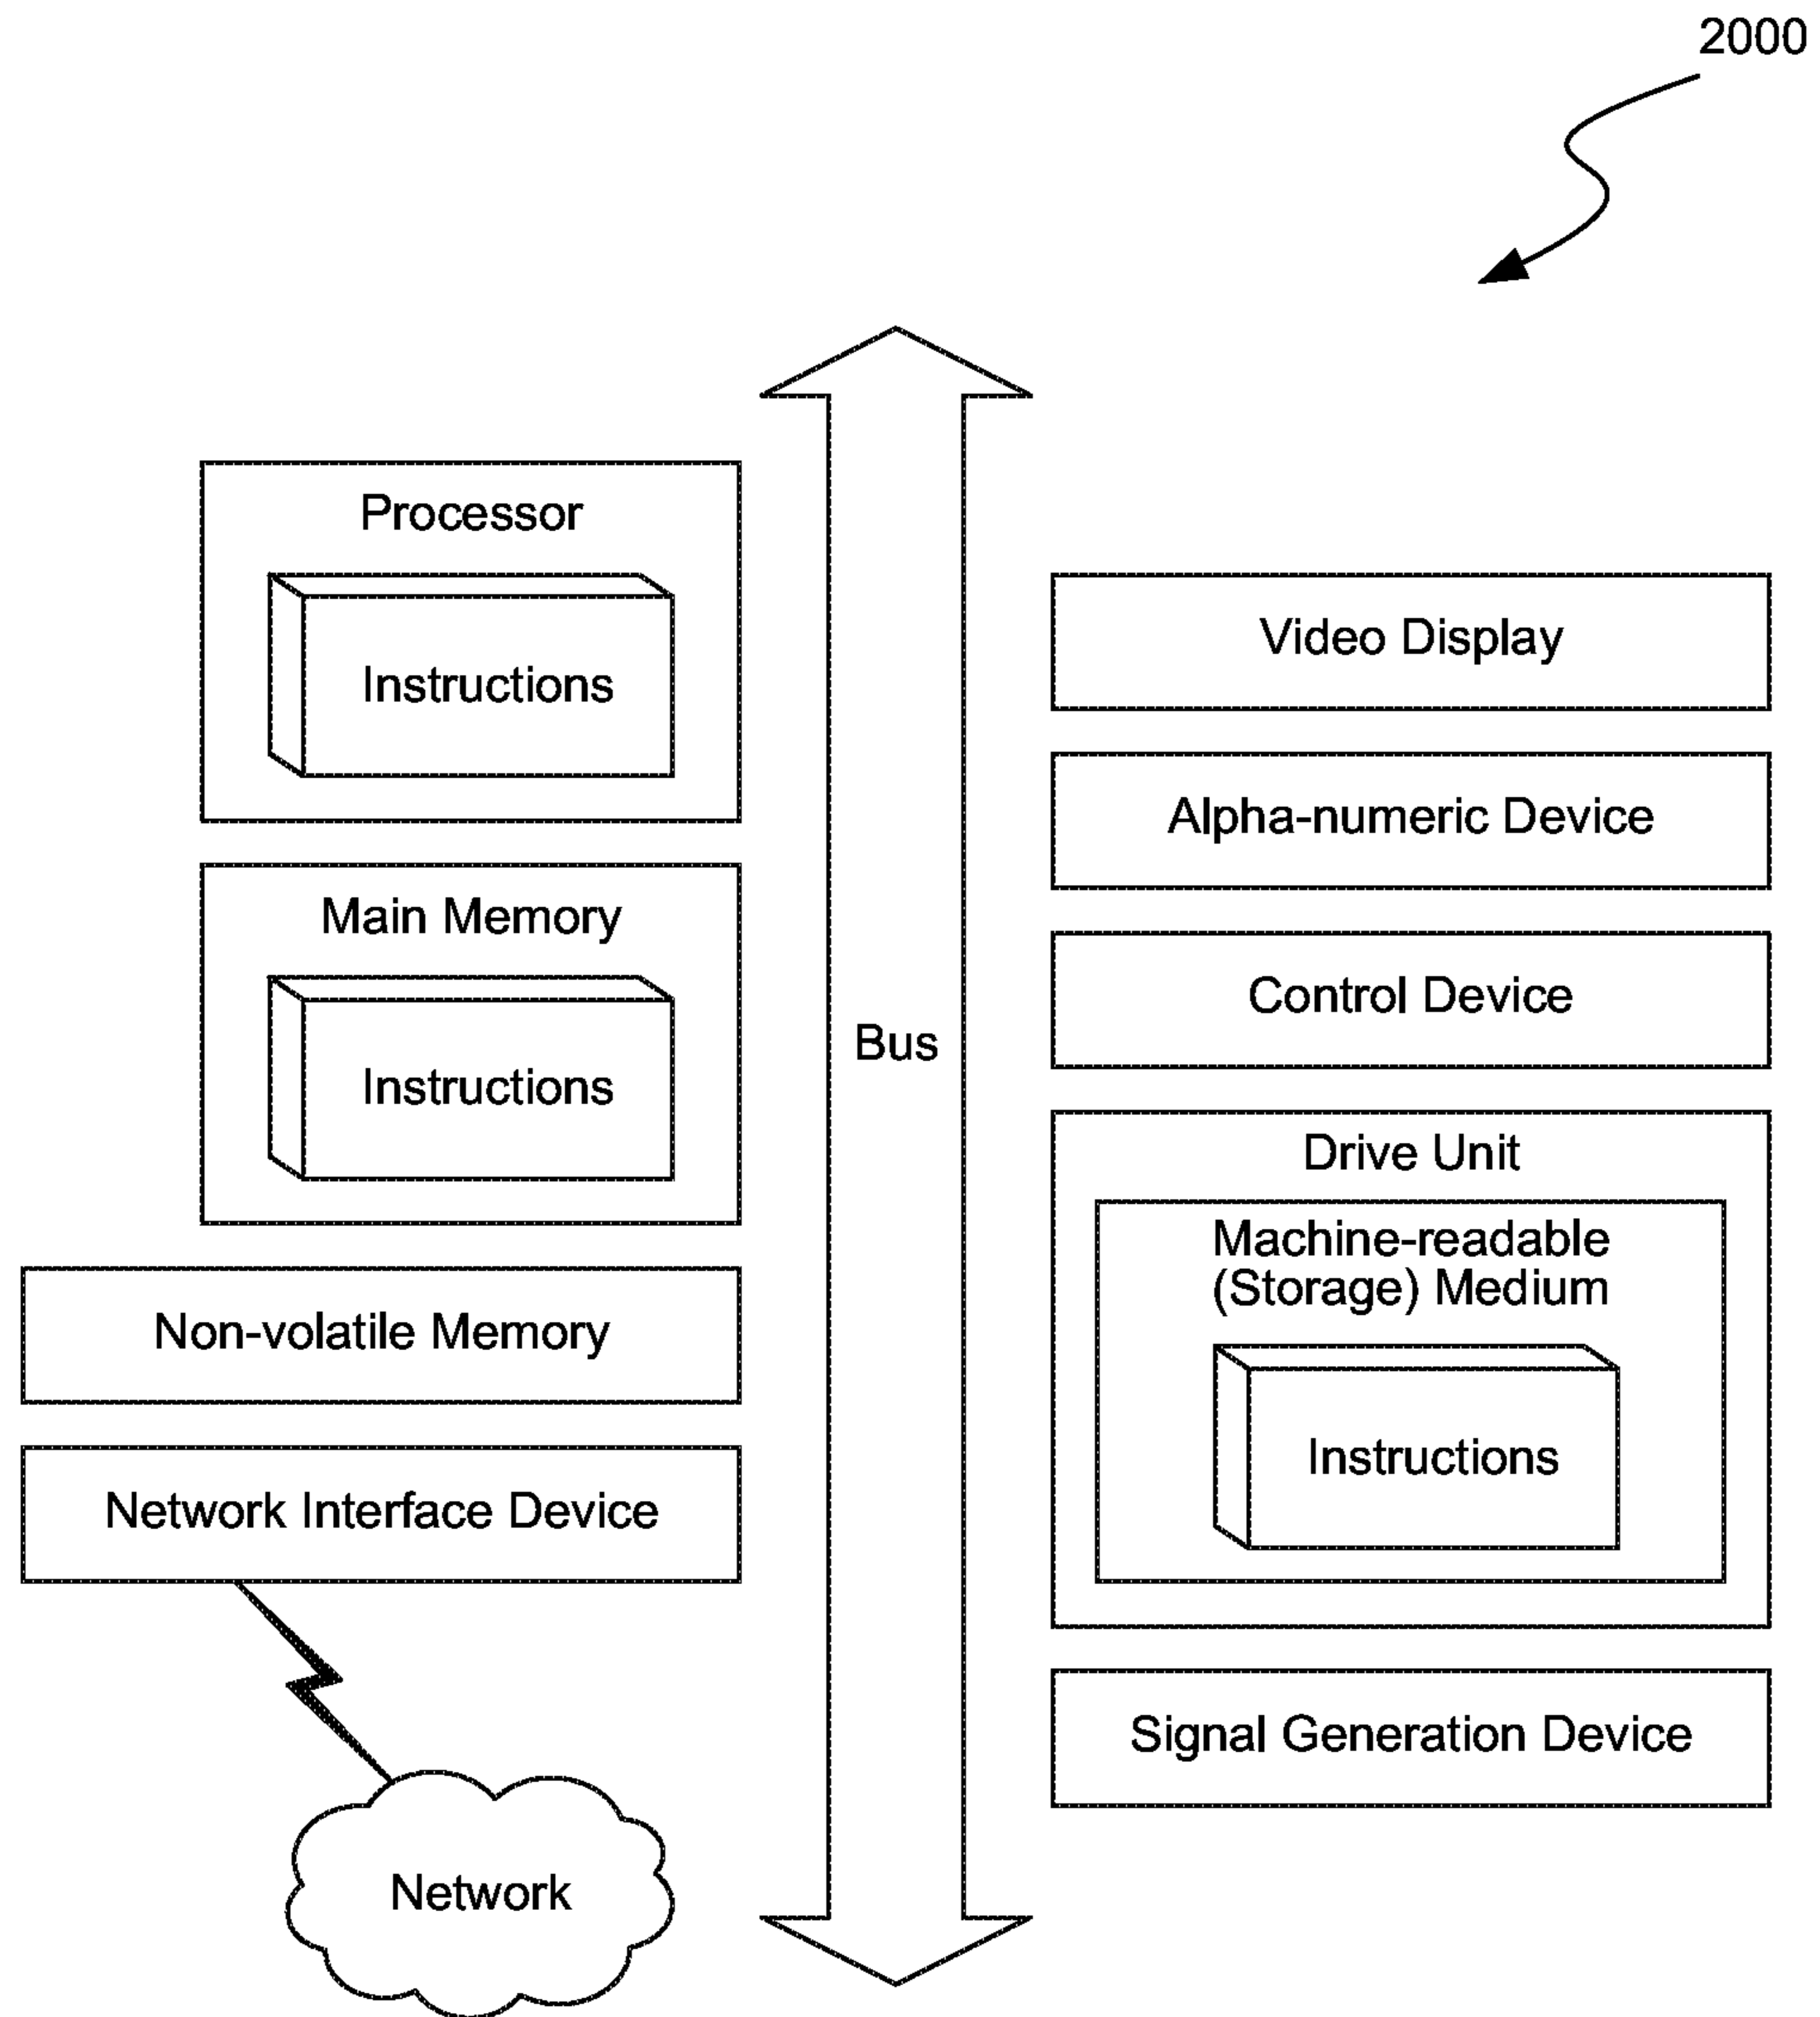 2000
Processor
Instructions
Main Memory
Instructions
Non-volatile Memory
Network Interface Device
Network
Bus
Video Display
Alpha-numeric Device
Control Device
Drive Unit
Machine-readable
(Storage) Medium
Instructions
Signal Generation Device